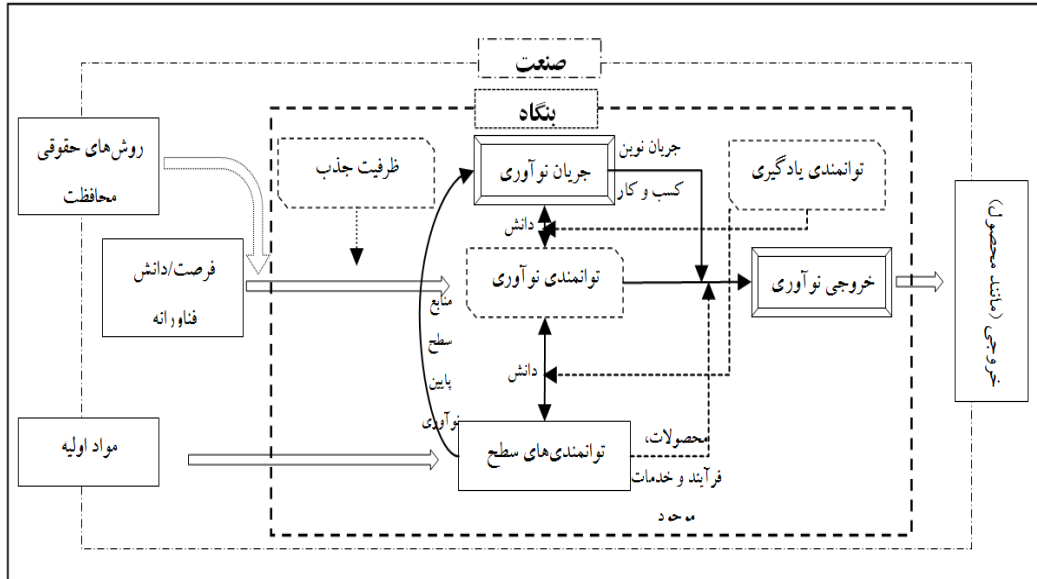 صنعت
بنگاه
روش‌های حقوقی
محافظت
ظرفیت جذب
جریان نوآوری
جریان نوین
کسب و کار
توانمندی یادگیری
دانش
فرصت/دانش
فناورانه
توانمندی نوآوری
خروجی نوآوری
خروجی (مانند محصول)
منابع
سطح
پایین
نوآوری
دانش
مواد اولیه
توانمندی‌های سطح
محصولات،
فرآیند و خدمات
موجود